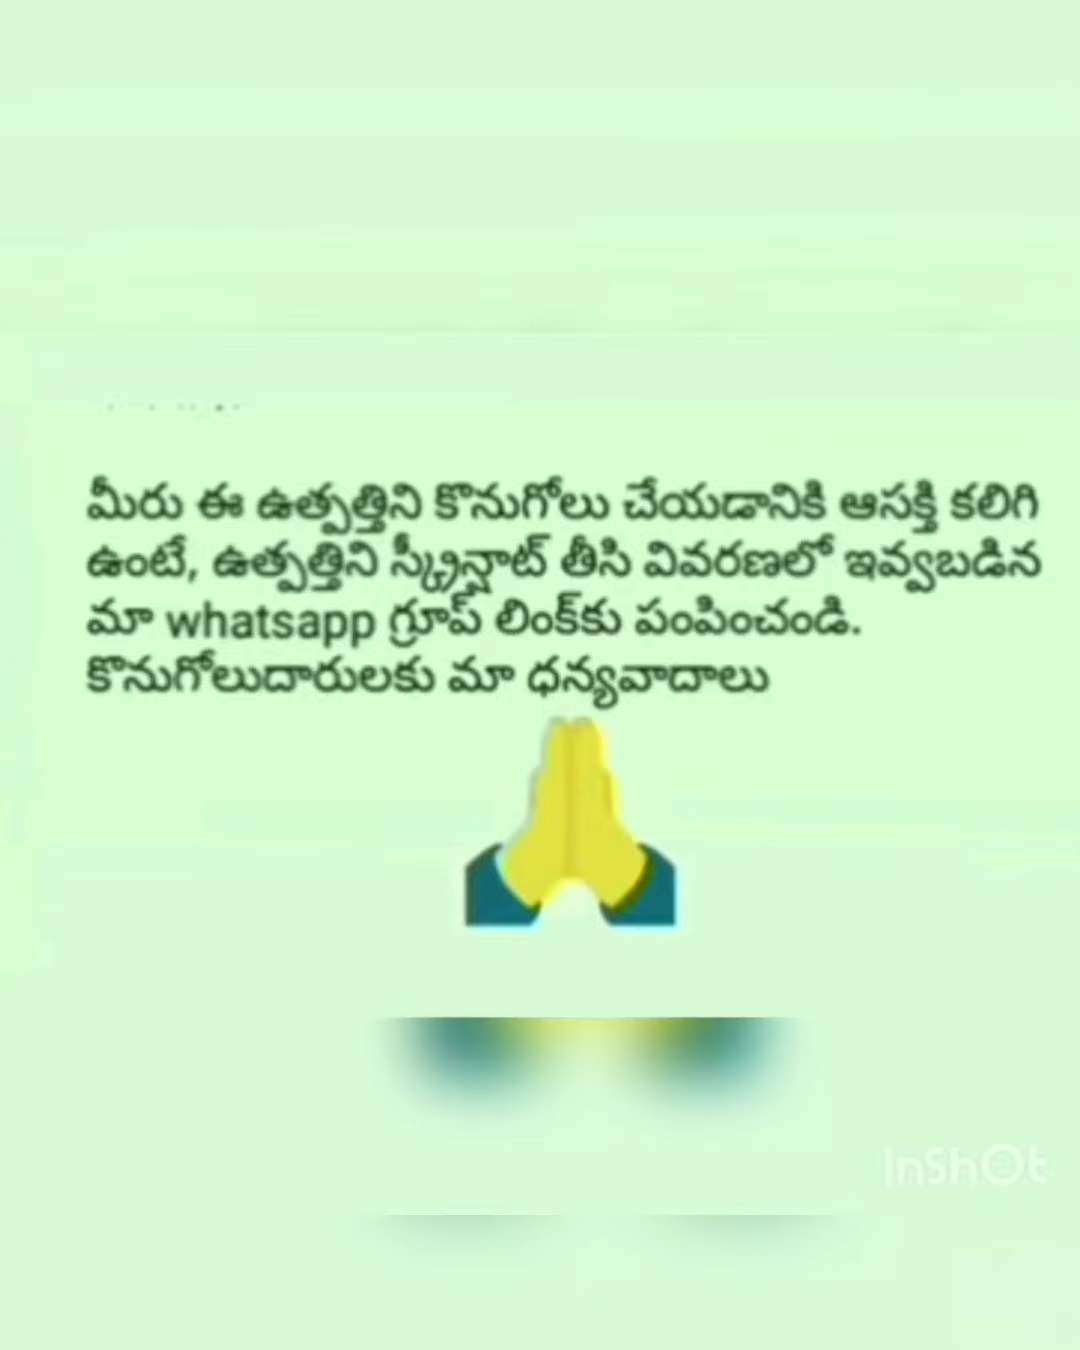 మీరు ఈ ఉత్పత్తిని కొనుగోలు చేయడానికి ఆసక్తి కలిగి
ఉంటే, ఉత్పత్తిని స్క్రీన్షాట్ తీసి వివరణలో ఇవ్వబడిన
మా whatsapp గ్రూప్ లింక్‌కు పంపించండి.
కొనుగోలుదారులకు మా ధన్యవాదాలు
InShOt